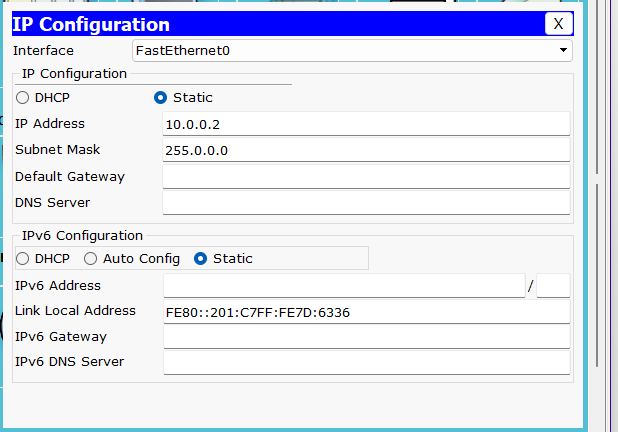 IP Configuration X
Interface FastEthernet0
IP Configuration
DHCP Static
IP Address 10.0.0.2
Subnet Mask 255.0.0.0
Default Gateway
DNS Server
IPv6 Configuration
DHCP Auto Config Static
IPv6 Address /
Link Local Address FE80::201:C7FF:FE7D:6336
IPv6 Gateway
IPv6 DNS Server